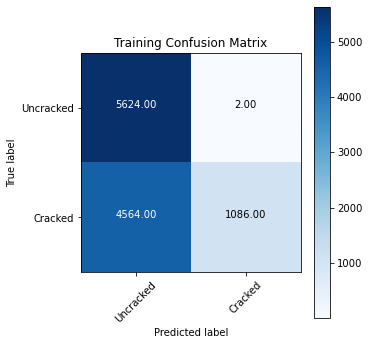 Training Confusion Matrix
True label
Uncracked
5624.00
2.00
Cracked
4564.00
1086.00
Uncracked
Cracked
Predicted label
5000
4000
3000
2000
1000